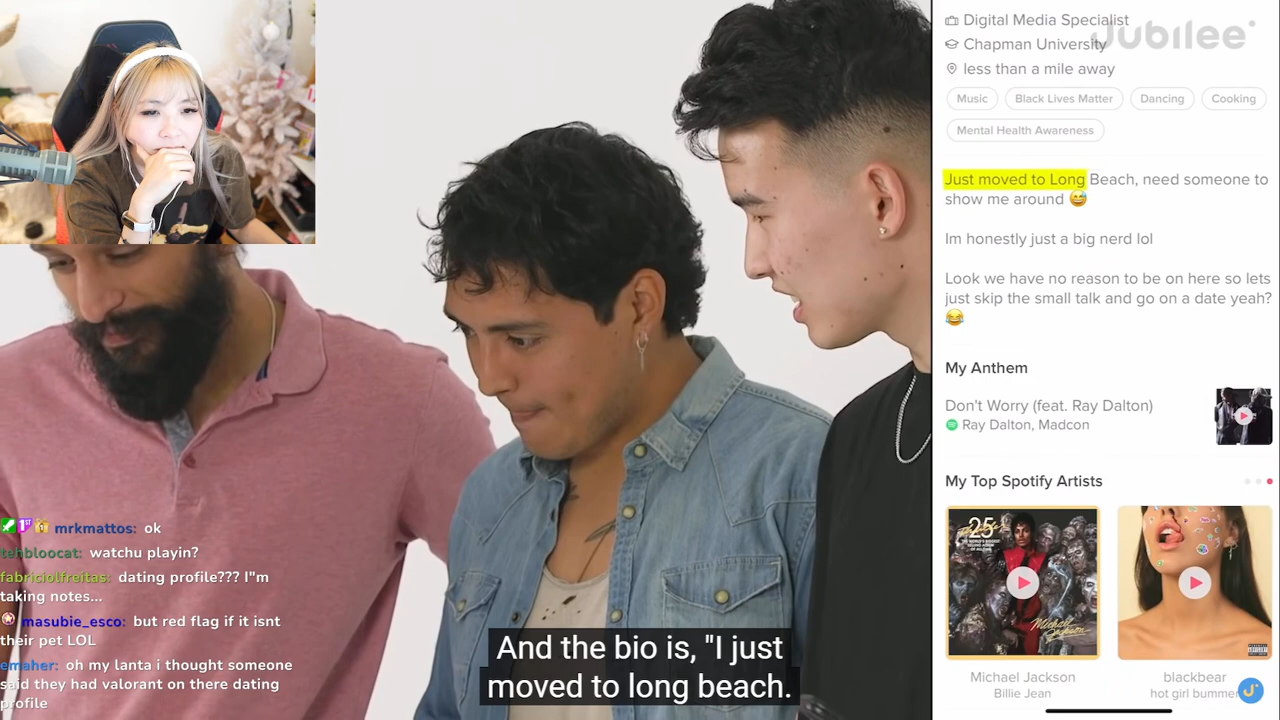 Digital Media Specialist
Jubilee
Chapman University
less than a mile away
Music
Black Lives Matter
Dancing
Cooking
Mental Health Awareness
Just moved to Long Beach, need someone to
show me around 😅
Im honestly just a big nerd lol
Look we have no reason to be on here so lets
just skip the small talk and go on a date yeah?
😂
My Anthem
Don't Worry (feat. Ray Dalton)
Ray Dalton, Madcon
My Top Spotify Artists
25
Michael Jackson
Michael Jackson
Billie Jean
blackbear
hot girl bummer
mrkmattos: ok
tehbloocat: watchu playin?
fabriciolfreitas: dating profile??? I"m
taking notes...
masubie_esco: but red flag if it isnt
their pet LOL
emaher: oh my lanta i thought someone
said they had valorant on there dating
profile
And the bio is, "I just
moved to long beach.